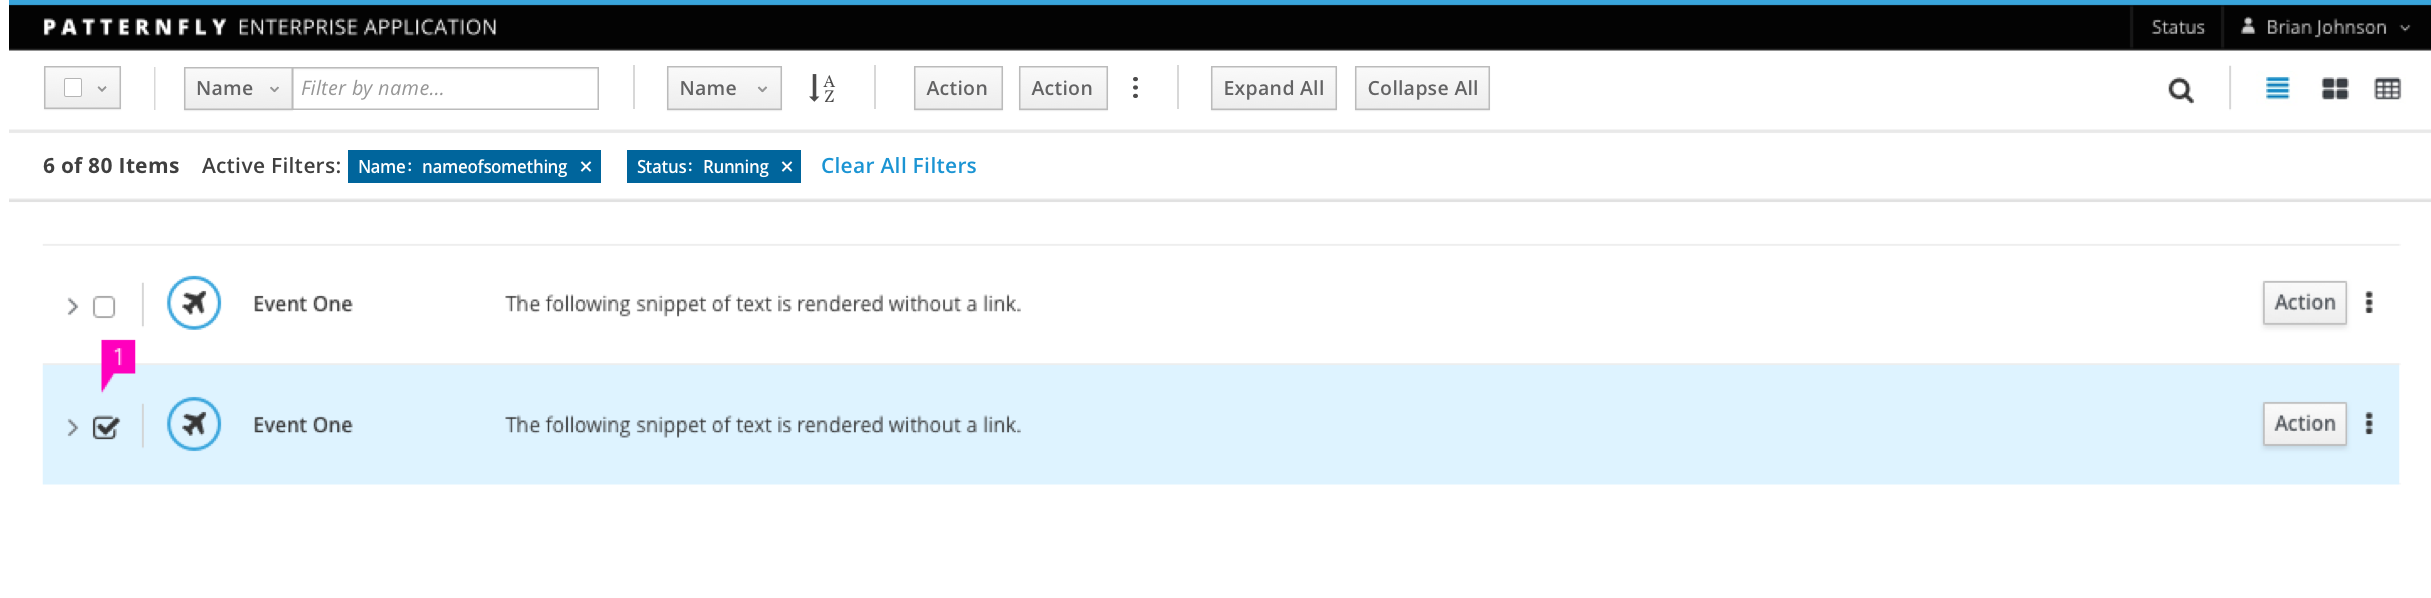 PATTERNFLY ENTERPRISE APPLICATION Status Brian Johnson
Name Filter by name... Name A Z Action Action Expand All Collapse All
6 of 80 Items Active Filters: Name: nameofsomething × Status: Running × Clear All Filters
Event One The following snippet of text is rendered without a link. Action
1
Event One The following snippet of text is rendered without a link. Action